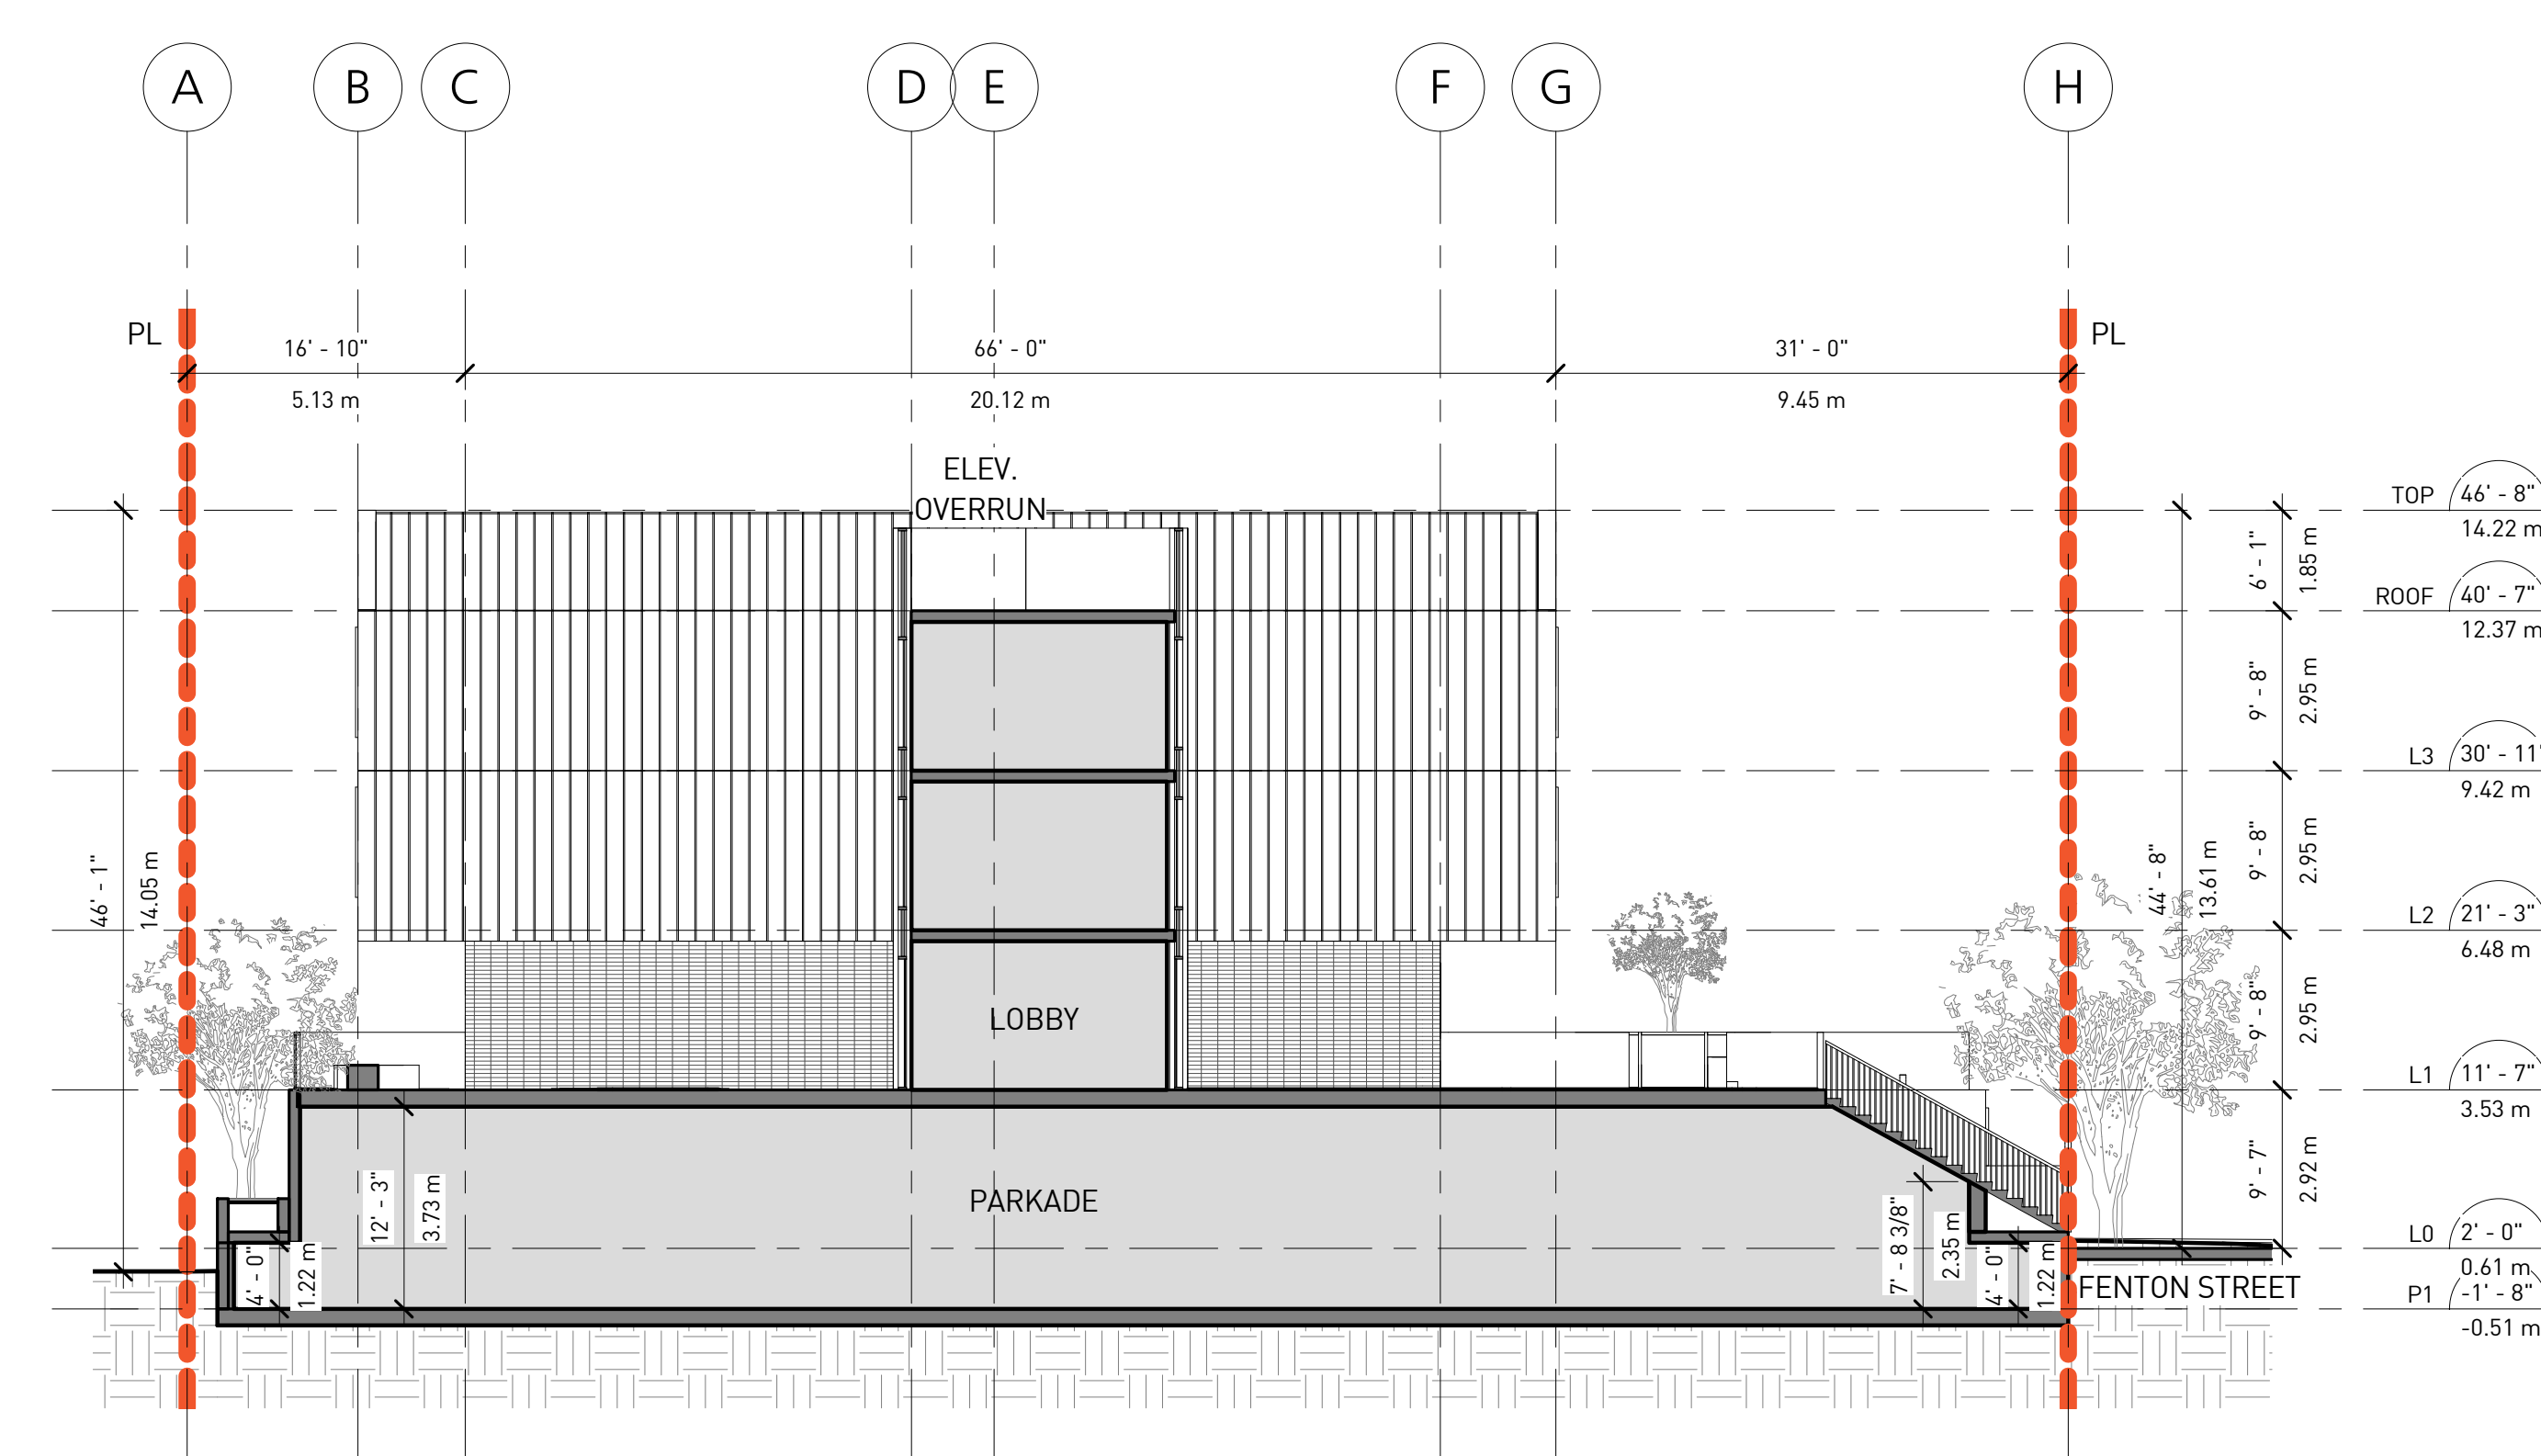 A B C D E F G H
PL
PL
16' - 10"
66' - 0"
31' - 0"
5.13 m
20.12 m
9.45 m
ELEV.
OVERRUN
TOP 46' - 8"
14.22 m
6' - 1"
1.85 m
ROOF 40' - 7"
12.37 m
9' - 8"
2.95 m
L3 30' - 11"
9.42 m
46' - 1"
14.05 m
44' - 8"
13.61 m
9' - 8"
2.95 m
L2 21' - 3"
6.48 m
LOBBY
9' - 8"
2.95 m
L1 11' - 7"
3.53 m
PARKADE
12' - 3"
3.73 m
9' - 7"
2.92 m
7' - 8 3/8"
2.35 m
L0 2' - 0"
0.61 m
4' - 0"
1.22 m
4' - 0"
1.22 m
FENTON STREET
P1 -1' - 8"
-0.51 m